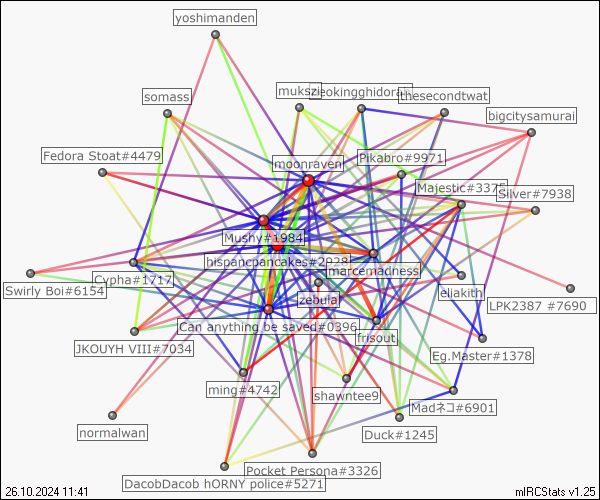 yoshimanden
somass
muksz
ieokingghidorah
thesecondtwat
bigcitysamurai
Fedora Stoat#4479
moonraven
Pikabro#9971
Majestic#3375
Silver#7938
Mushy#1984
hispancpancakes#2928
marcemadness
Swirly Boi#6154
Cypha#1717
zebula
eliakith
LPK2387 #7690
Can anything be saved#0396
frisout
JKOUYH VIII#7034
Eg.Master#1378
ming#4742
shawntee9
Madネコ#6901
normalwan
Duck#1245
Pocket Persona#3326
DacobDacob hORNY police#5271
26.10.2024 11:41
mIRCStats v1.25